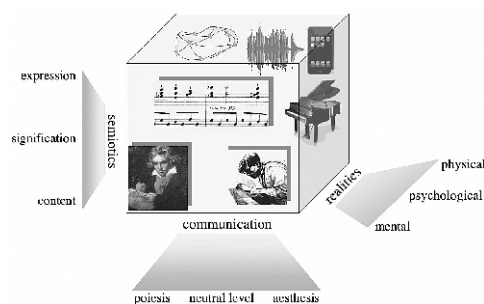 expression
signification
content
semiotics
communication
poiesis neutral level aesthesis
realities
physical
psychological
mental